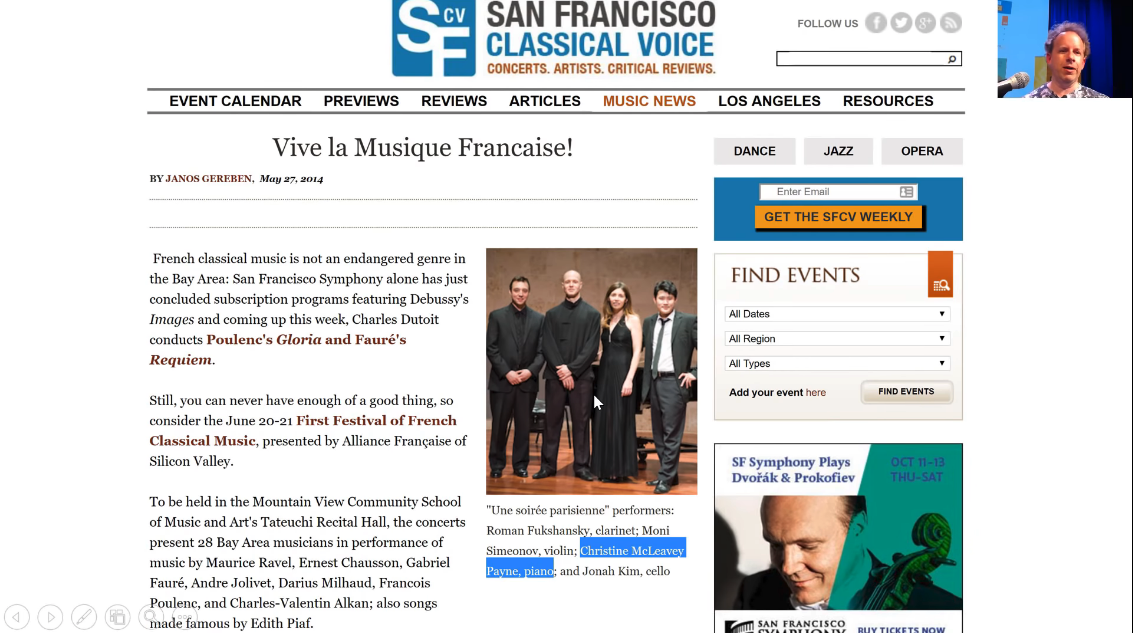 SF CV
SAN FRANCISCO
CLASSICAL VOICE
CONCERTS. ARTISTS. CRITICAL REVIEWS.
FOLLOW US
EVENT CALENDAR PREVIEWS REVIEWS ARTICLES MUSIC NEWS LOS ANGELES RESOURCES
Vive la Musique Francaise!
BY JANOS GEREBEN, May 27, 2014
French classical music is not an endangered genre in
the Bay Area: San Francisco Symphony alone has just
concluded subscription programs featuring Debussy's
Images and coming up this week, Charles Dutoit
conducts Poulenc's Gloria and Fauré's
Requiem.
Still, you can never have enough of a good thing, so
consider the June 20-21 First Festival of French
Classical Music, presented by Alliance Française of
Silicon Valley.
To be held in the Mountain View Community School
of Music and Art's Tateuchi Recital Hall, the concerts
present 28 Bay Area musicians in performance of
music by Maurice Ravel, Ernest Chausson, Gabriel
Fauré, Andre Jolivet, Darius Milhaud, Francois
Poulenc, and Charles-Valentin Alkan; also songs
made famous by Edith Piaf.
"Une soirée parisienne" performers:
Roman Fukshansky, clarinet; Moni
Simeonov, violin; Christine McLeavey
Payne, piano; and Jonah Kim, cello
DANCE JAZZ OPERA
Enter Email
GET THE SFCV WEEKLY
FIND EVENTS
All Dates
All Region
All Types
Add your event here FIND EVENTS
SF Symphony Plays
Dvořák & Prokofiev
OCT 11-13
THU-SAT
SAN FRANCISCO
SYMPHONY
BUY TICKETS NOW